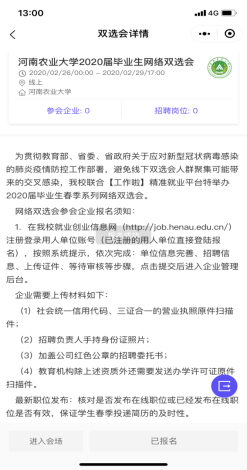 13:00
4G
双选会详情
河南农业大学2020届毕业生网络双选会
2020/02/26/00:00 ~ 2020/02/29/17:00
线上
河南农业大学
参会企业: 0
招聘岗位: 0
为贯彻教育部、省委、省政府关于应对新型冠状病毒感染
的肺炎疫情防控工作部署，避免线下双选会人群聚集可能带
来的交叉感染，我校联合【工作啦】精准就业平台特举办
2020届毕业生春季系列网络双选会。
网络双选会参会企业报名须知：
1．在我校就业创业信息网（http://job.henau.edu.cn/）
注册登录用人单位账号（已注册的用人单位直接登陆报
名），按照系统提示，依次完成：单位信息完善、招聘信
息、上传证件、等待审核等步骤，点击提交后进入企业管理
后台。
企业需要上传材料如下：
（1）社会统一信用代码、三证合一的营业执照原件扫描
件；
（2）招聘负责人手持身份证照片；
（3）加盖公司红色公章的招聘委托书；
（4）教育机构除上述资质外还需要发送办学许可证原件
扫描件。
最新职位发布：核对是否发布在线职位或已经发布在线职
位是否有效，保证学生春季投递简历的及时性。
进入会场
已报名